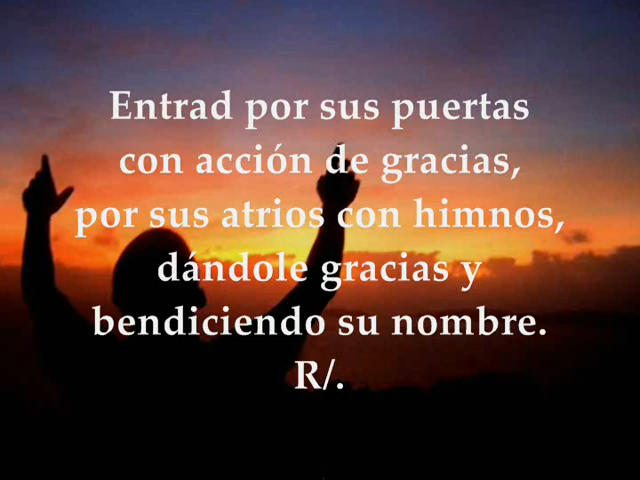 Entrad por sus puertas
con acción de gracias,
por sus atrios con himnos,
dándole gracias y
bendiciendo su nombre.
R/.